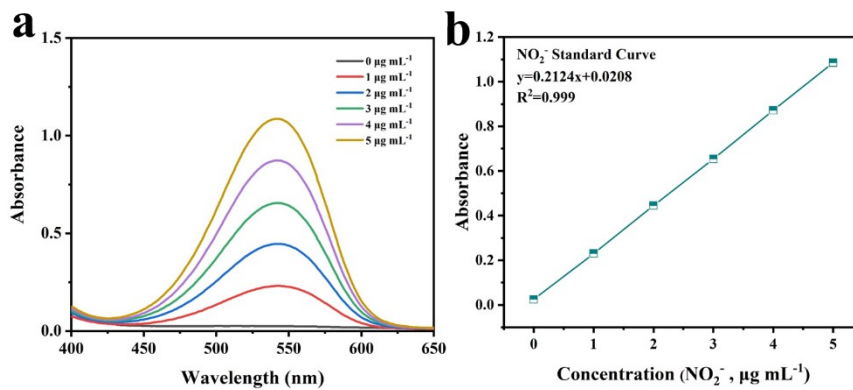 a
1.5
1.0
0.5
0.0
Absorbance
400
450
500
550
600
650
Wavelength (nm)
0 μg mL⁻¹
1 μg mL⁻¹
2 μg mL⁻¹
3 μg mL⁻¹
4 μg mL⁻¹
5 μg mL⁻¹
b
1.2
1.0
0.8
0.6
0.4
0.2
0.0
Absorbance
NO₂⁻ Standard Curve
y=0.2124x+0.0208
R²=0.999
0
1
2
3
4
5
Concentration (NO₂⁻ , μg mL⁻¹)